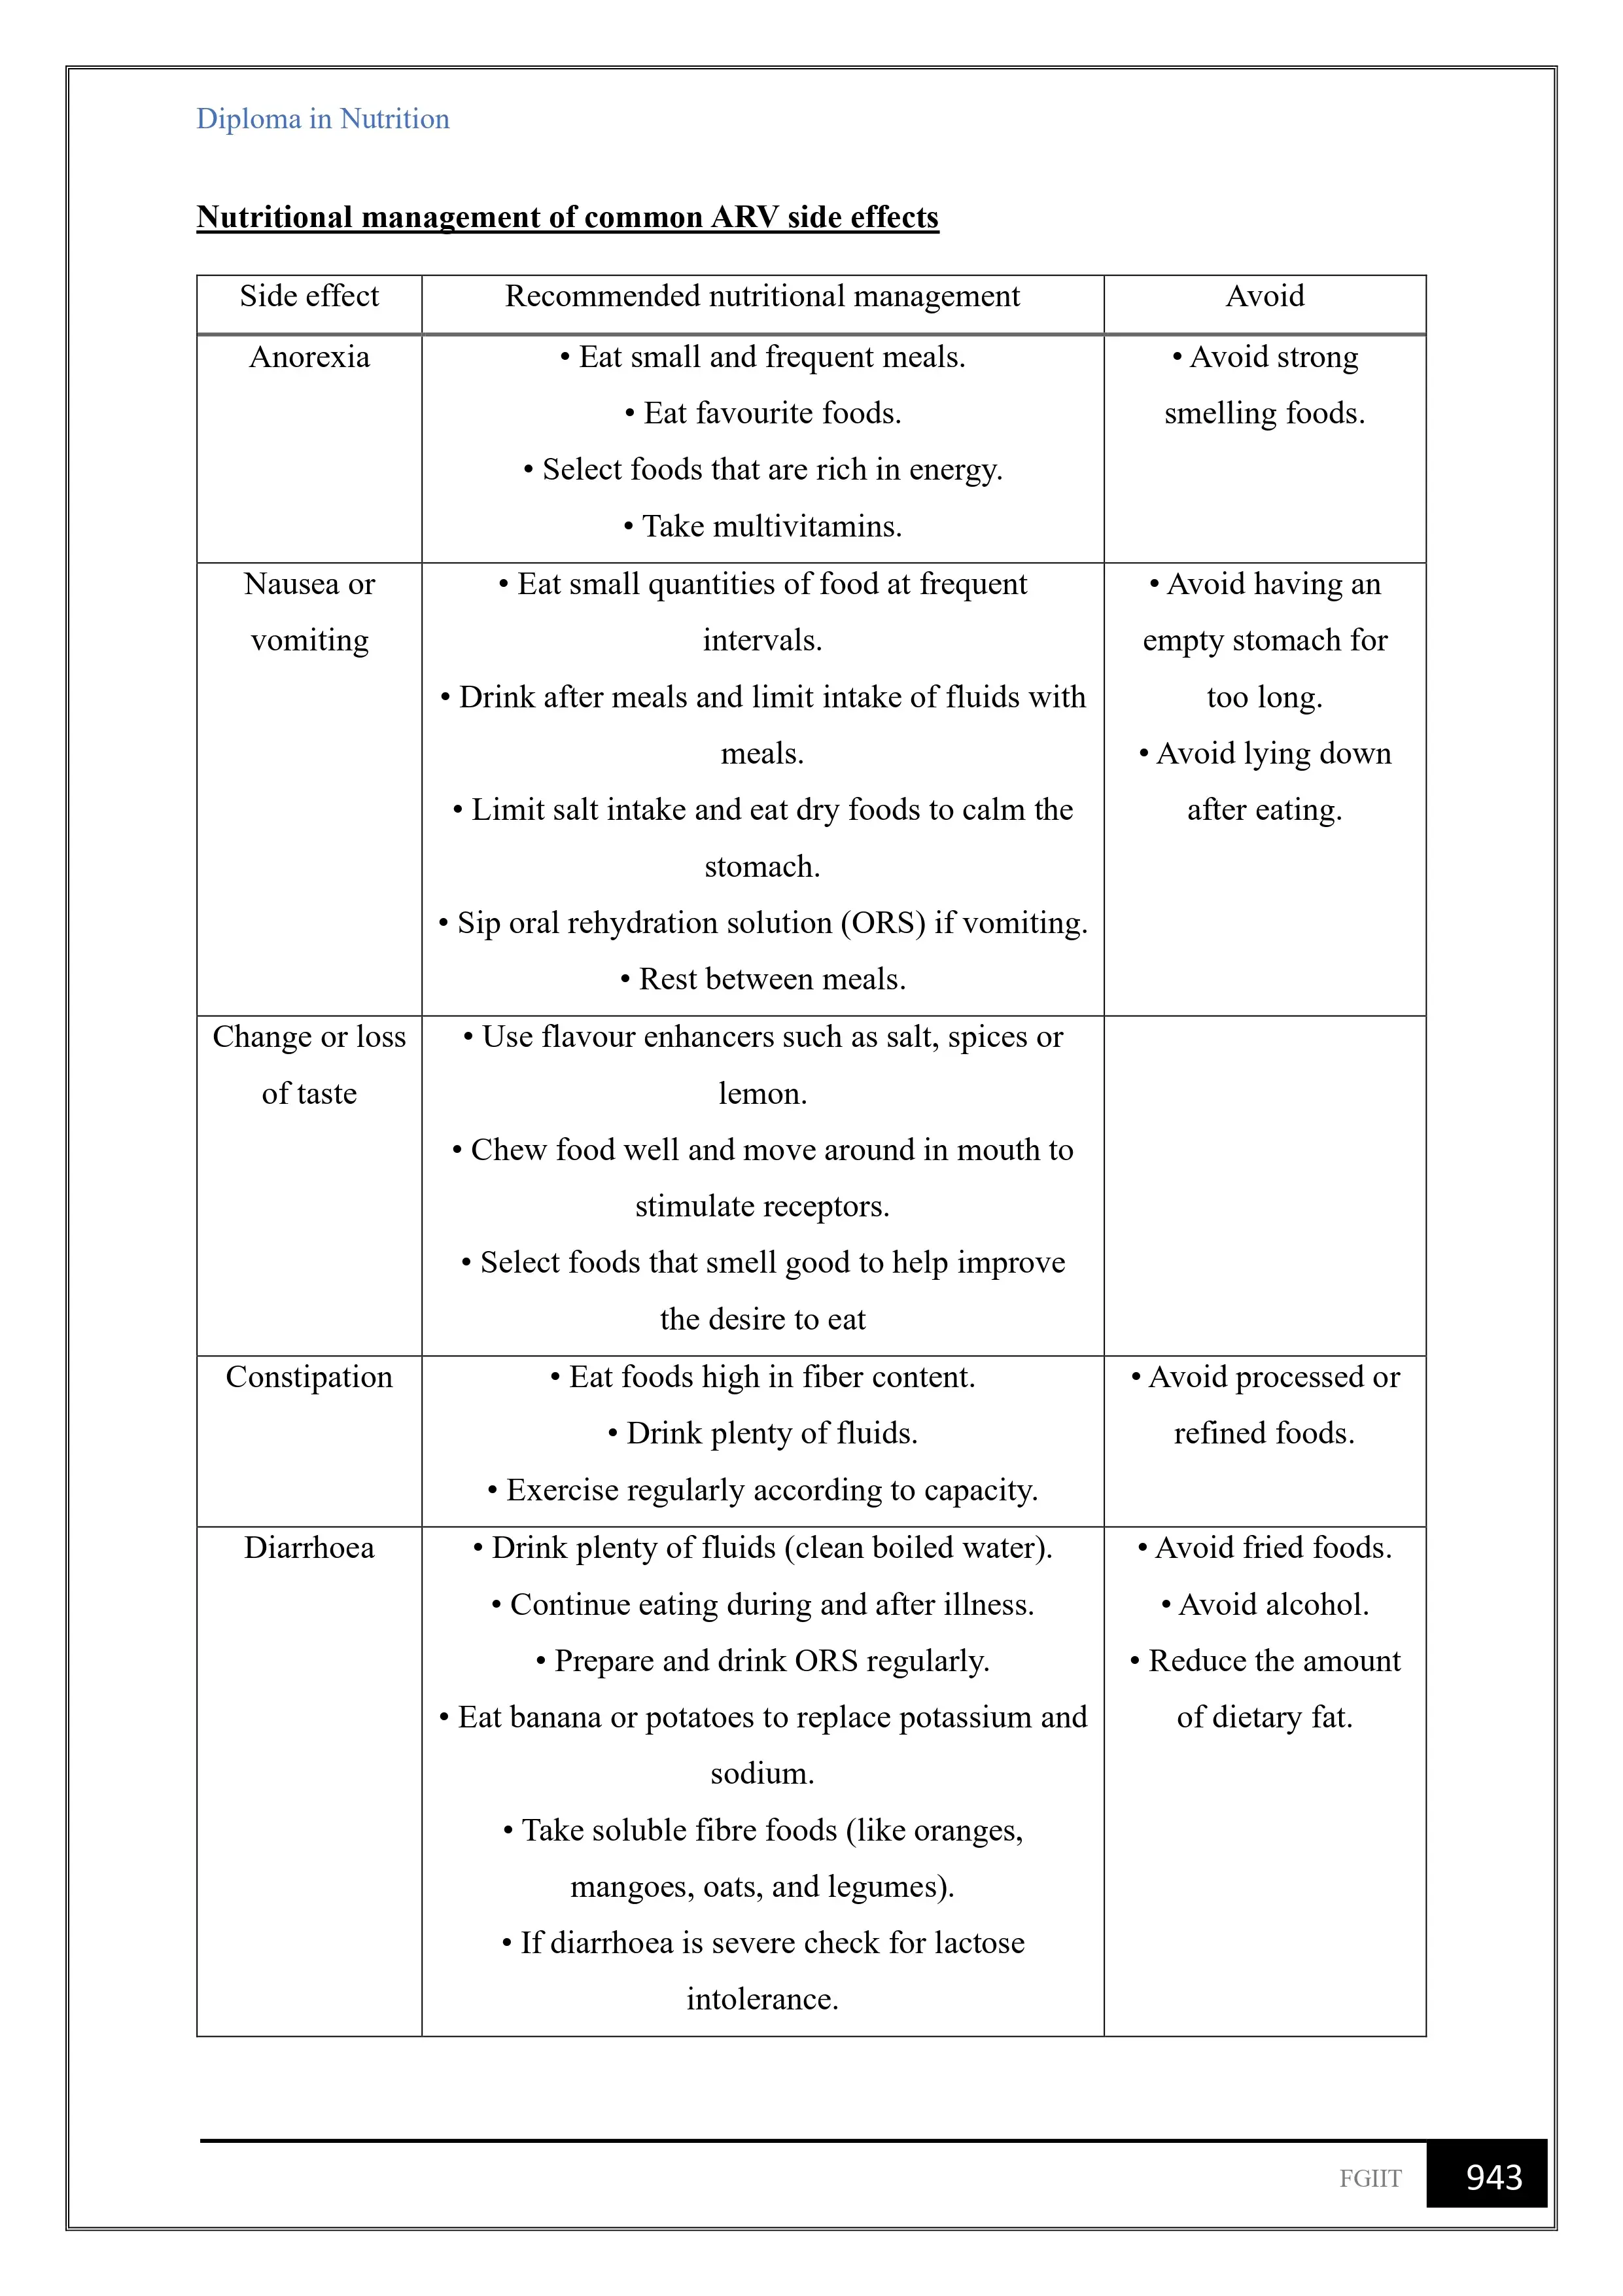 Diploma in Nutrition
Nutritional management of common ARV side effects
Side effect
Recommended nutritional management
Avoid
Anorexia
• Eat small and frequent meals.
• Eat favourite foods.
• Select foods that are rich in energy.
• Take multivitamins.
• Avoid strong
smelling foods.
Nausea or
vomiting
• Eat small quantities of food at frequent
intervals.
• Drink after meals and limit intake of fluids with
meals.
• Limit salt intake and eat dry foods to calm the
stomach.
• Sip oral rehydration solution (ORS) if vomiting.
• Rest between meals.
• Avoid having an
empty stomach for
too long.
• Avoid lying down
after eating.
Change or loss
of taste
• Use flavour enhancers such as salt, spices or
lemon.
• Chew food well and move around in mouth to
stimulate receptors.
• Select foods that smell good to help improve
the desire to eat
Constipation
• Eat foods high in fiber content.
• Drink plenty of fluids.
• Exercise regularly according to capacity.
• Avoid processed or
refined foods.
Diarrhoea
• Drink plenty of fluids (clean boiled water).
• Continue eating during and after illness.
• Prepare and drink ORS regularly.
• Eat banana or potatoes to replace potassium and
sodium.
• Take soluble fibre foods (like oranges,
mangoes, oats, and legumes).
• If diarrhoea is severe check for lactose
intolerance.
• Avoid fried foods.
• Avoid alcohol.
• Reduce the amount
of dietary fat.
FGIIT
943